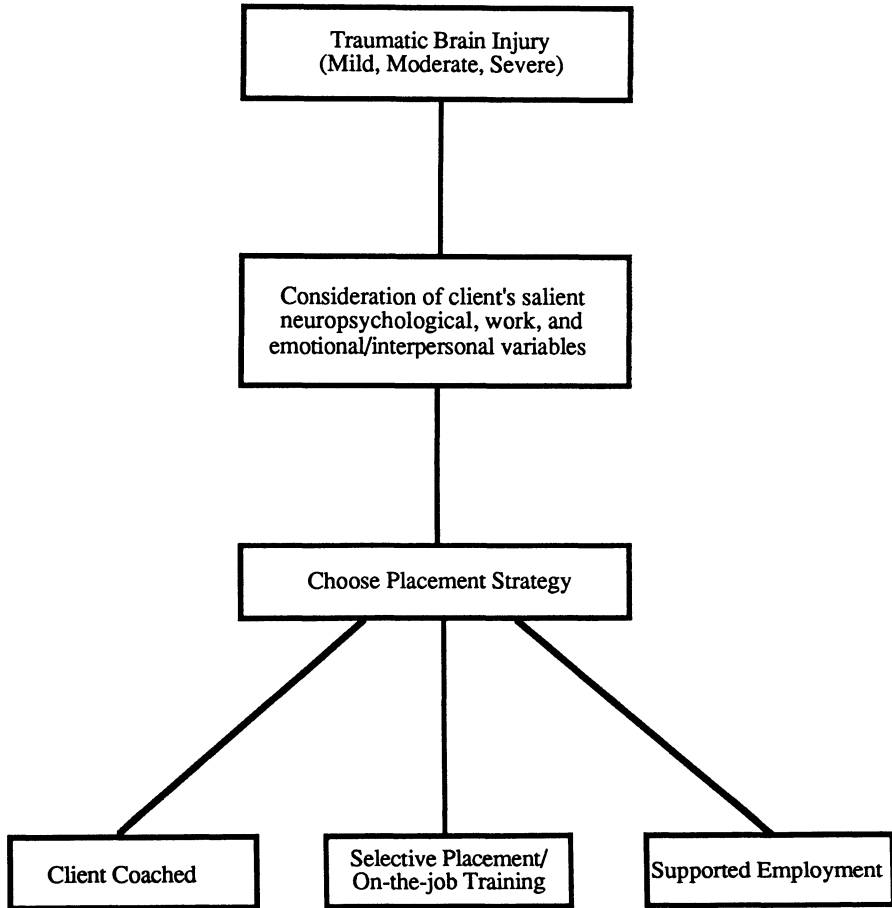 Traumatic Brain Injury
(Mild, Moderate, Severe)
Consideration of client's salient
neuropsychological, work, and
emotional/interpersonal variables
Choose Placement Strategy
Client Coached
Selective Placement/
On-the-job Training
Supported Employment